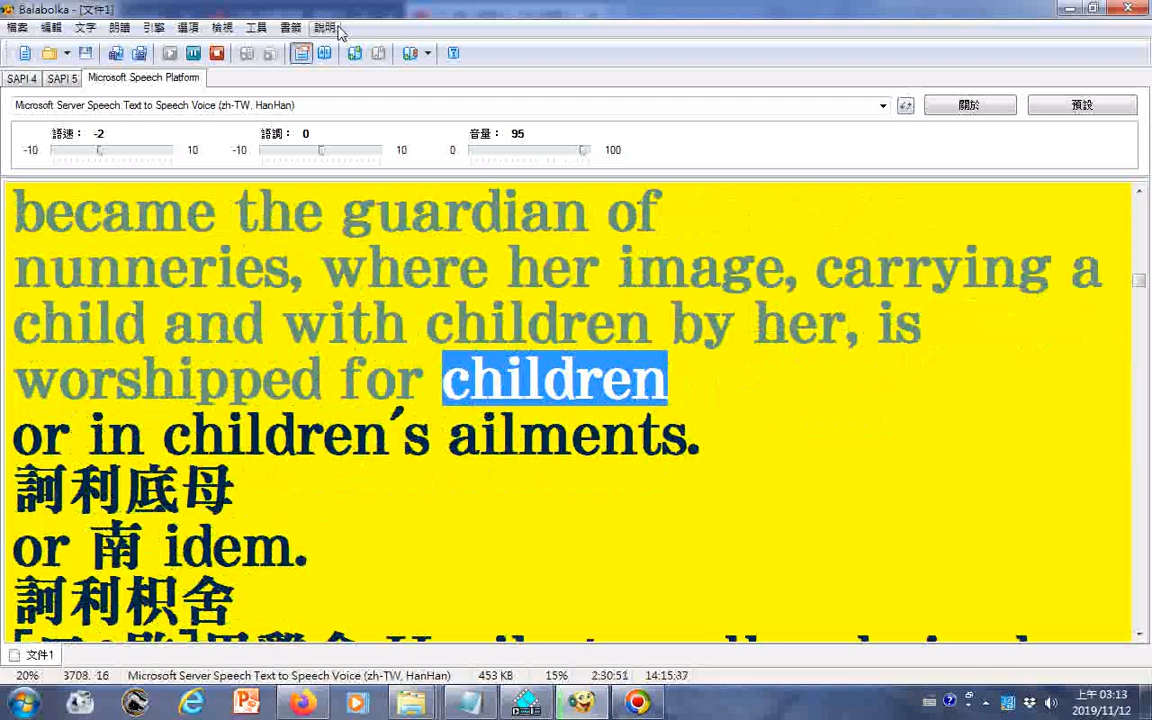 Balabolka - [文件1]
檔案 編輯 文字 朗讀 引擎 選項 檢視 工具 書籤 說明
SAPI 4 SAPI 5 Microsoft Speech Platform
Microsoft Server Speech Text to Speech Voice (zh-TW, HanHan) 關於 預設
語速： -2 語調： 0 音量： 95
-10 10 -10 10 0 100
became the guardian of
nunneries, where her image, carrying a
child and with children by her, is
worshipped for children
or in children's ailments.
訶利底母
or 南 idem.
訶利枳舍
文件1
20% 3708, 16 Microsoft Server Speech Text to Speech Voice (zh-TW, HanHan) 453 KB 15% 2:30:51 14:15:37
上午 03:13
2019/11/12